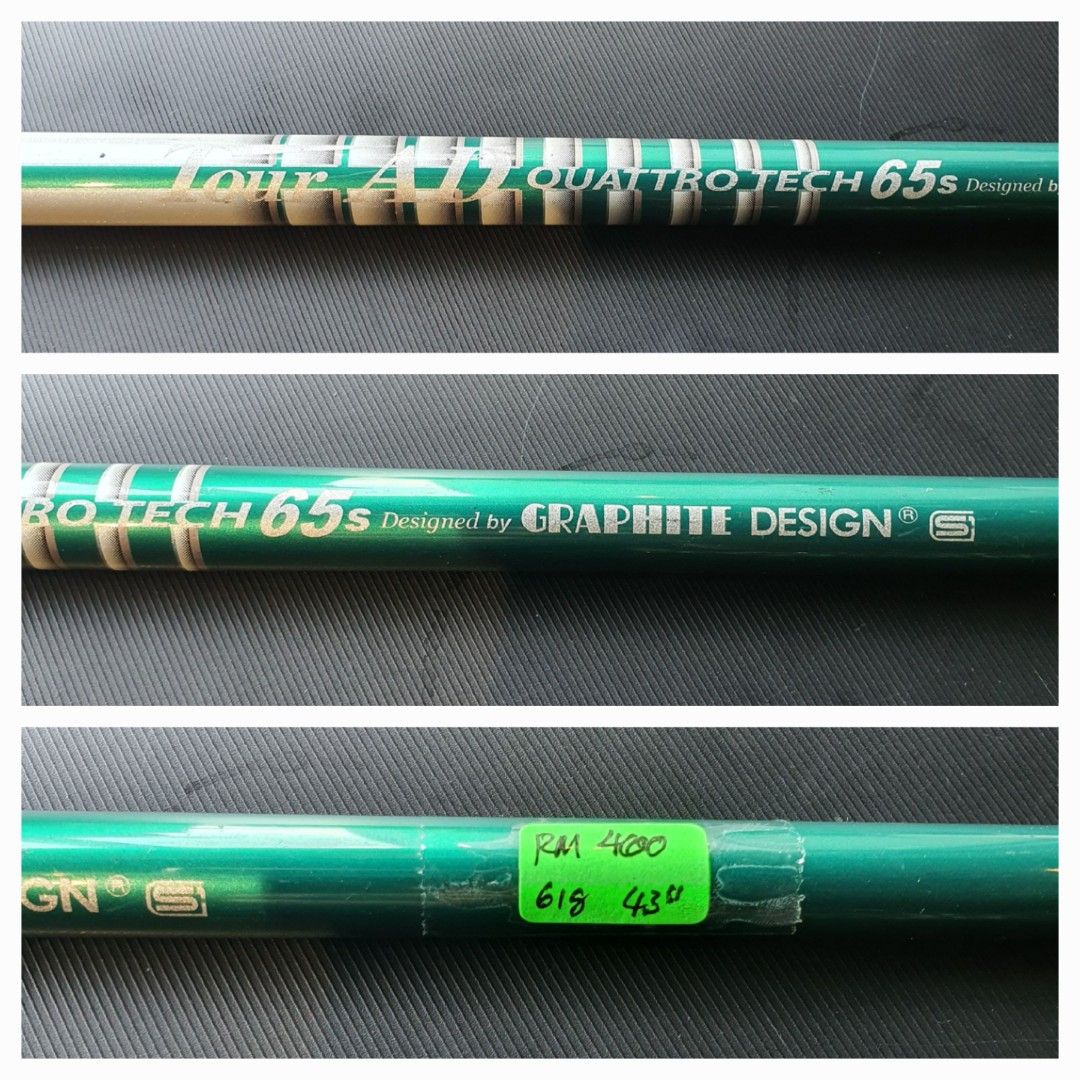 Tour AD QUATTRO TECH 65s Designed b
RO TECH 65s Designed by GRAPHITE DESIGN® S
GN® S
RM 400
61g 43"